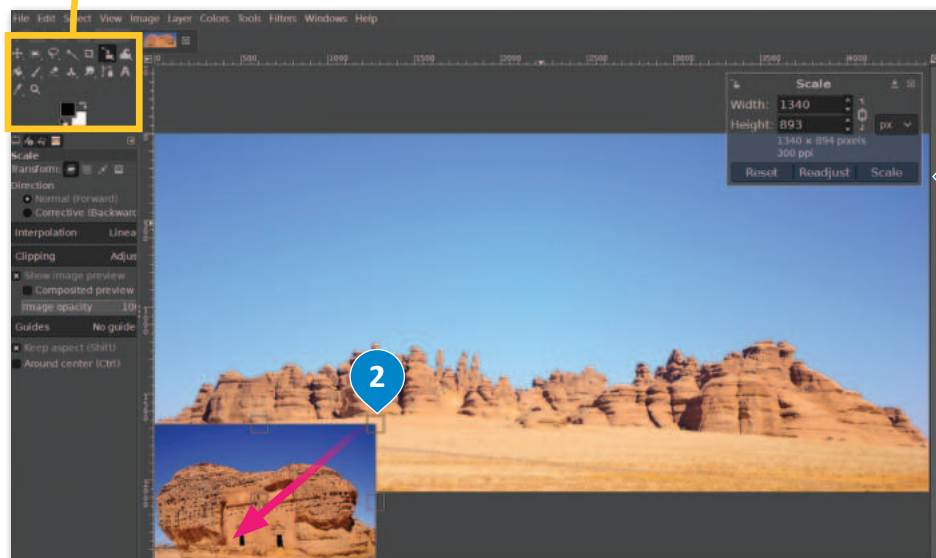 File Edit Select View Image Layer Colors Tools Filters Windows Help
0 500 1000 1500 2000 2500 3000 3500 4000
Scale
Width: 1340
Height: 893 px
1340 x 894 pixels
300 ppi
Reset Readjust Scale
Scale
Transform:
Direction
Normal (Forward)
Corrective (Backward
Interpolation Linea
Clipping Adjus
Show image preview
Composited preview
Image opacity 10
Guides No guide
Keep aspect (Shift)
Around center (Ctrl)
2